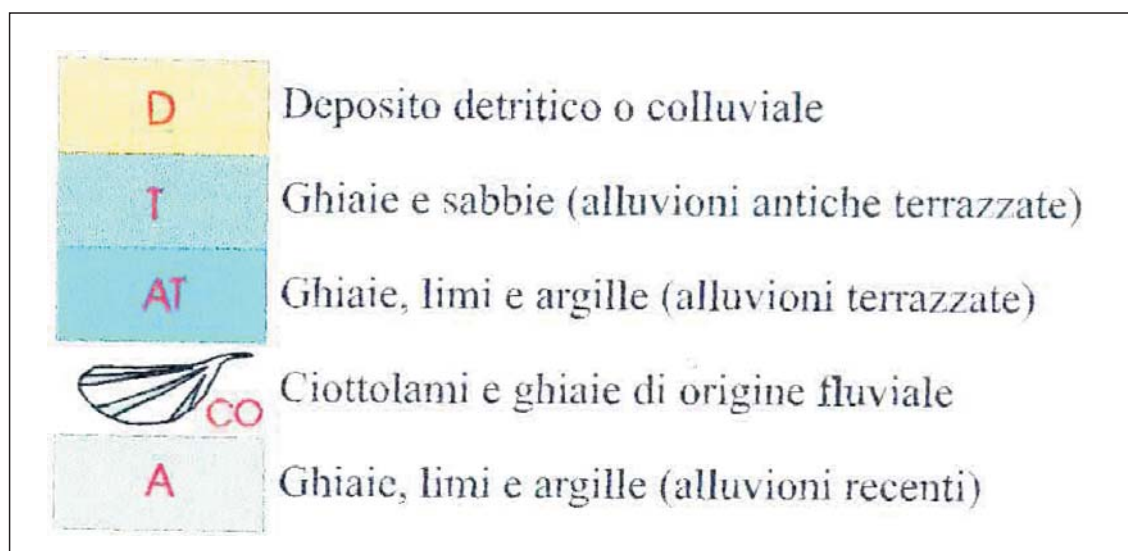 D Deposito detritico o colluviale
T Ghiaie e sabbie (alluvioni antiche terrazzate)
AT Ghiaie, limi e argille (alluvioni terrazzate)
CO Ciottolami e ghiaie di origine fluviale
A Ghiaie, limi e argille (alluvioni recenti)